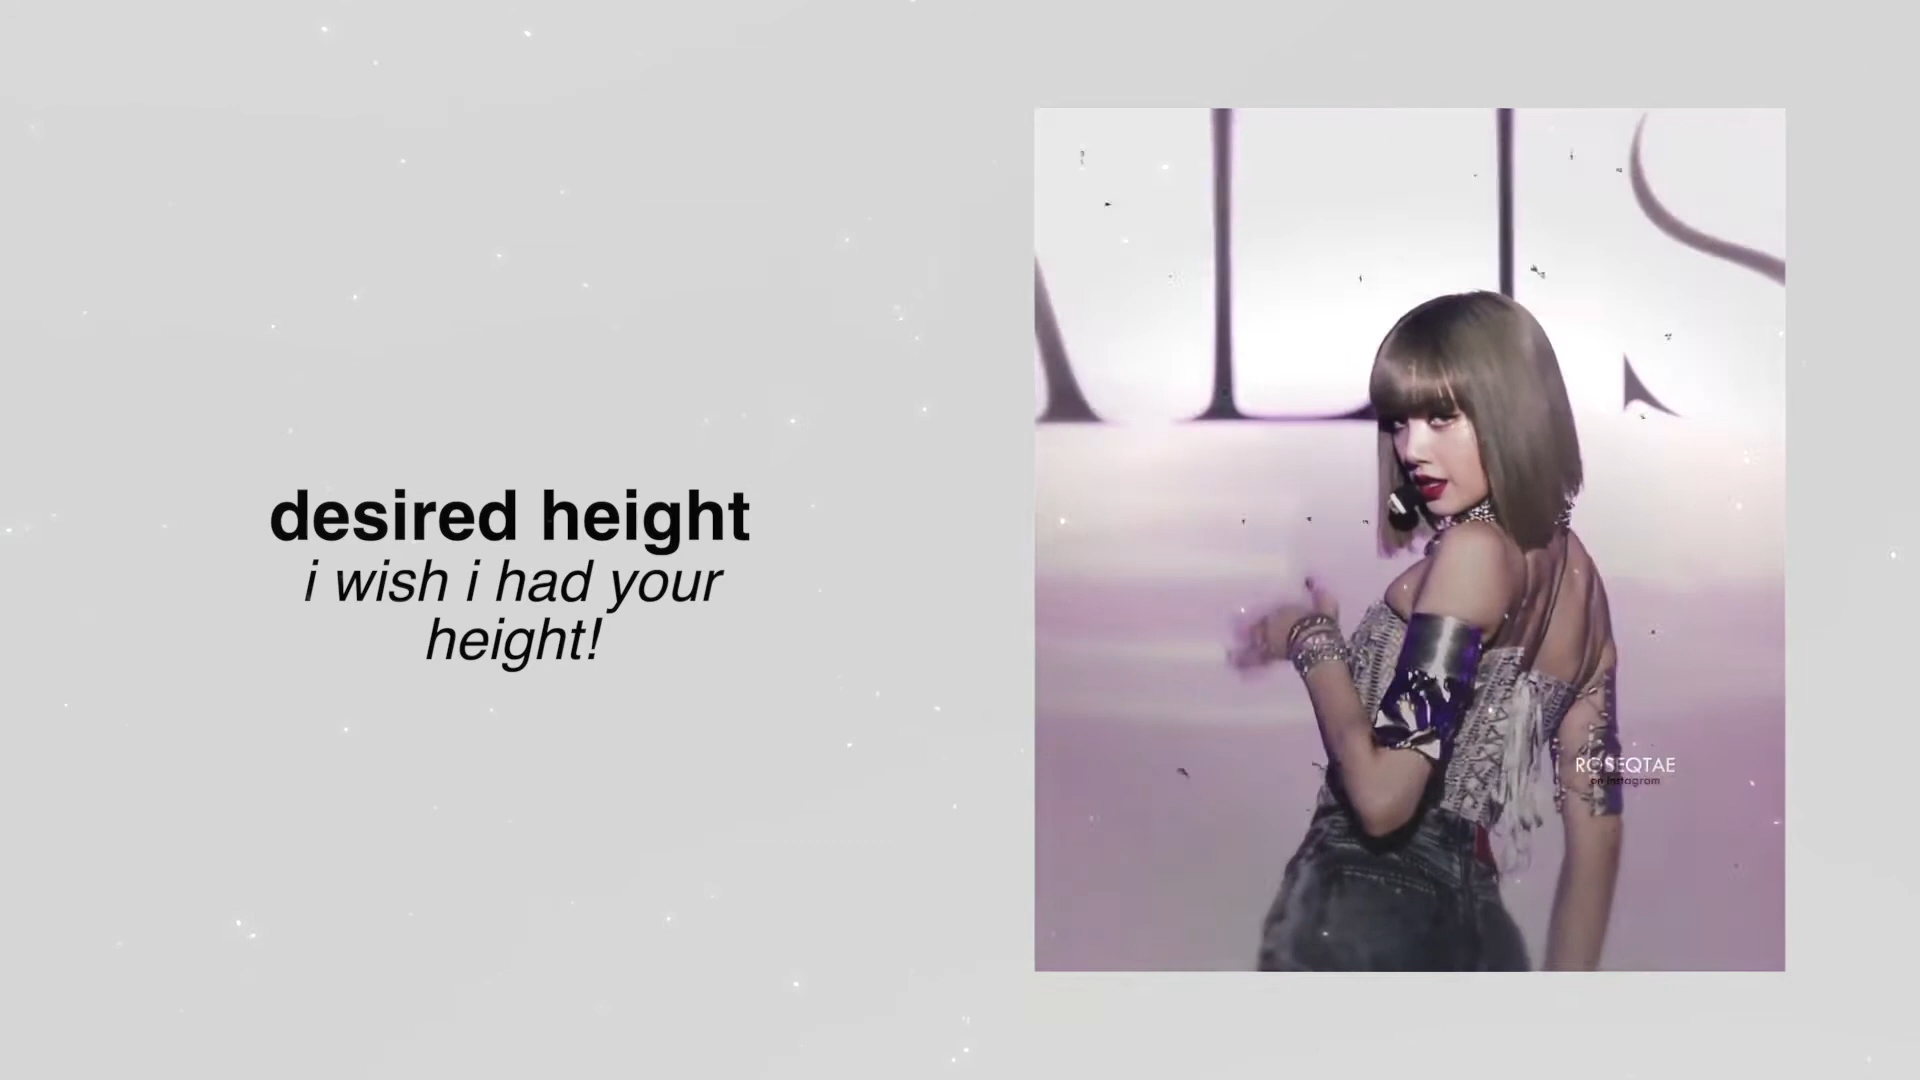 desired height
i wish i had your
height!
ROSEQTAE
on instagram